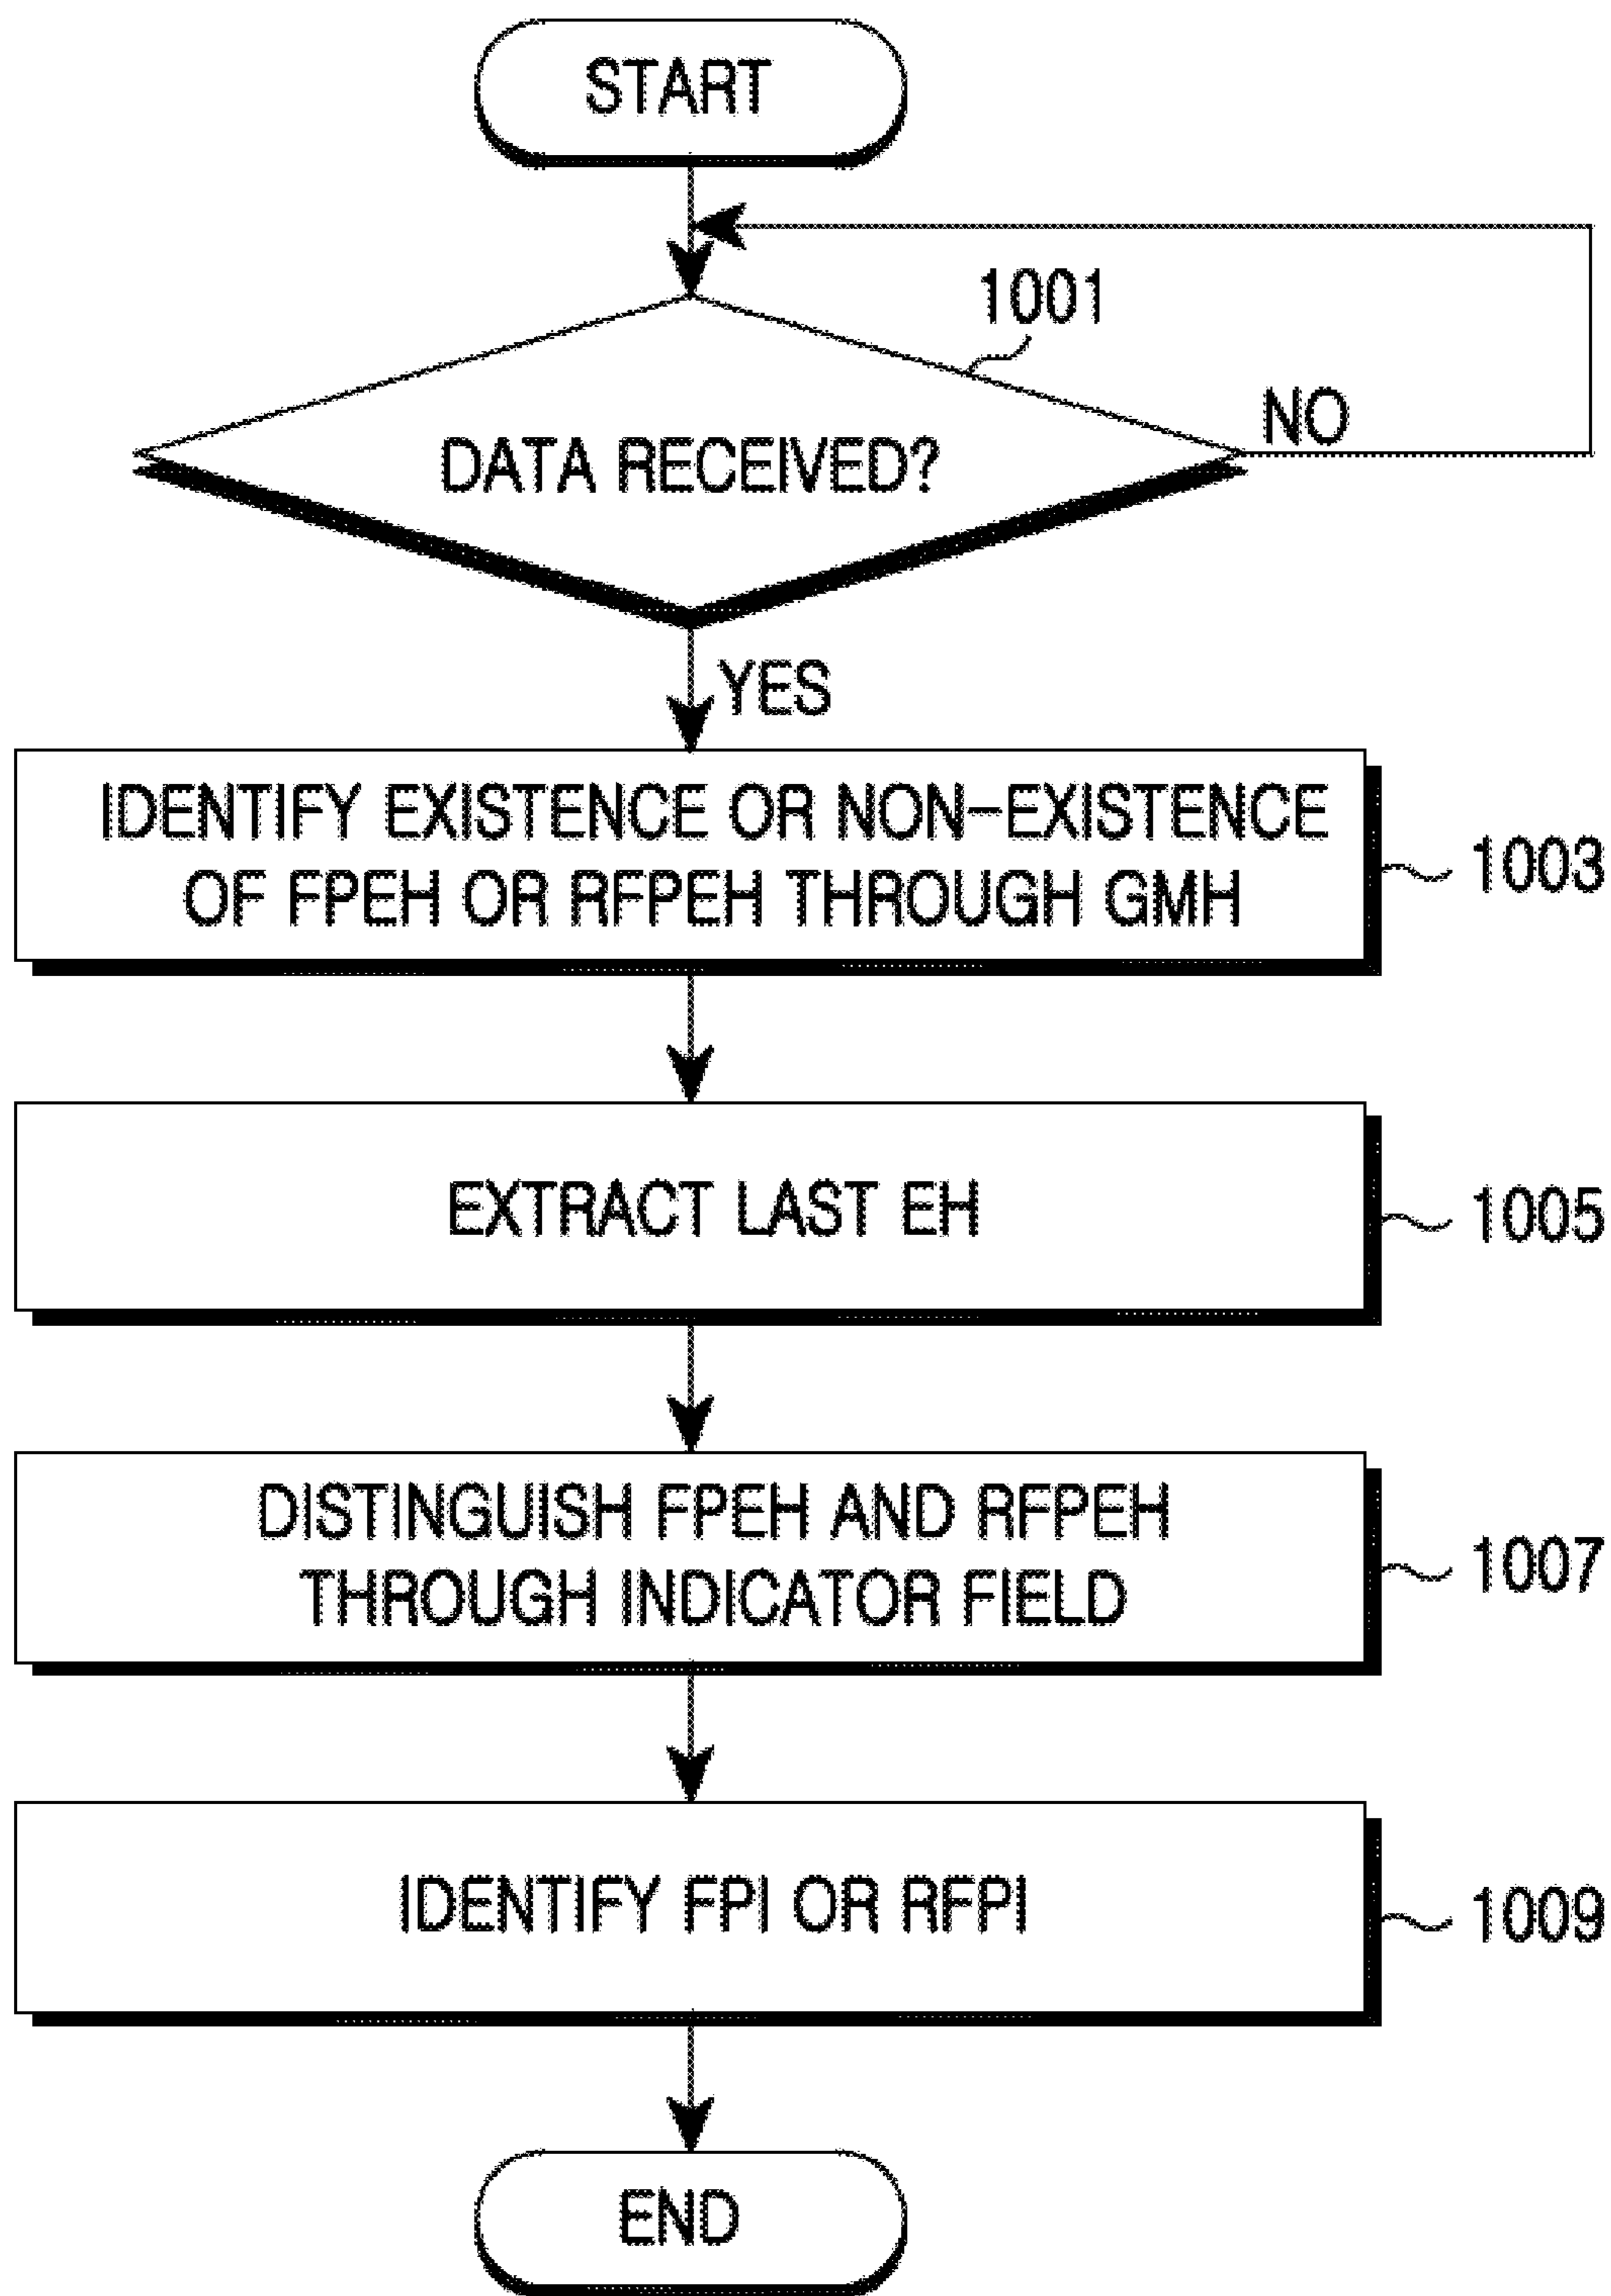 START
1001
NO
DATA RECEIVED?
YES
IDENTIFY EXISTENCE OR NON-EXISTENCE
OF FPEH OR RFPEH THROUGH GMH
1003
EXTRACT LAST EH
1005
DISTINGUISH FPEH AND RFPEH
THROUGH INDICATOR FIELD
1007
IDENTIFY FPI OR RFPI
1009
END